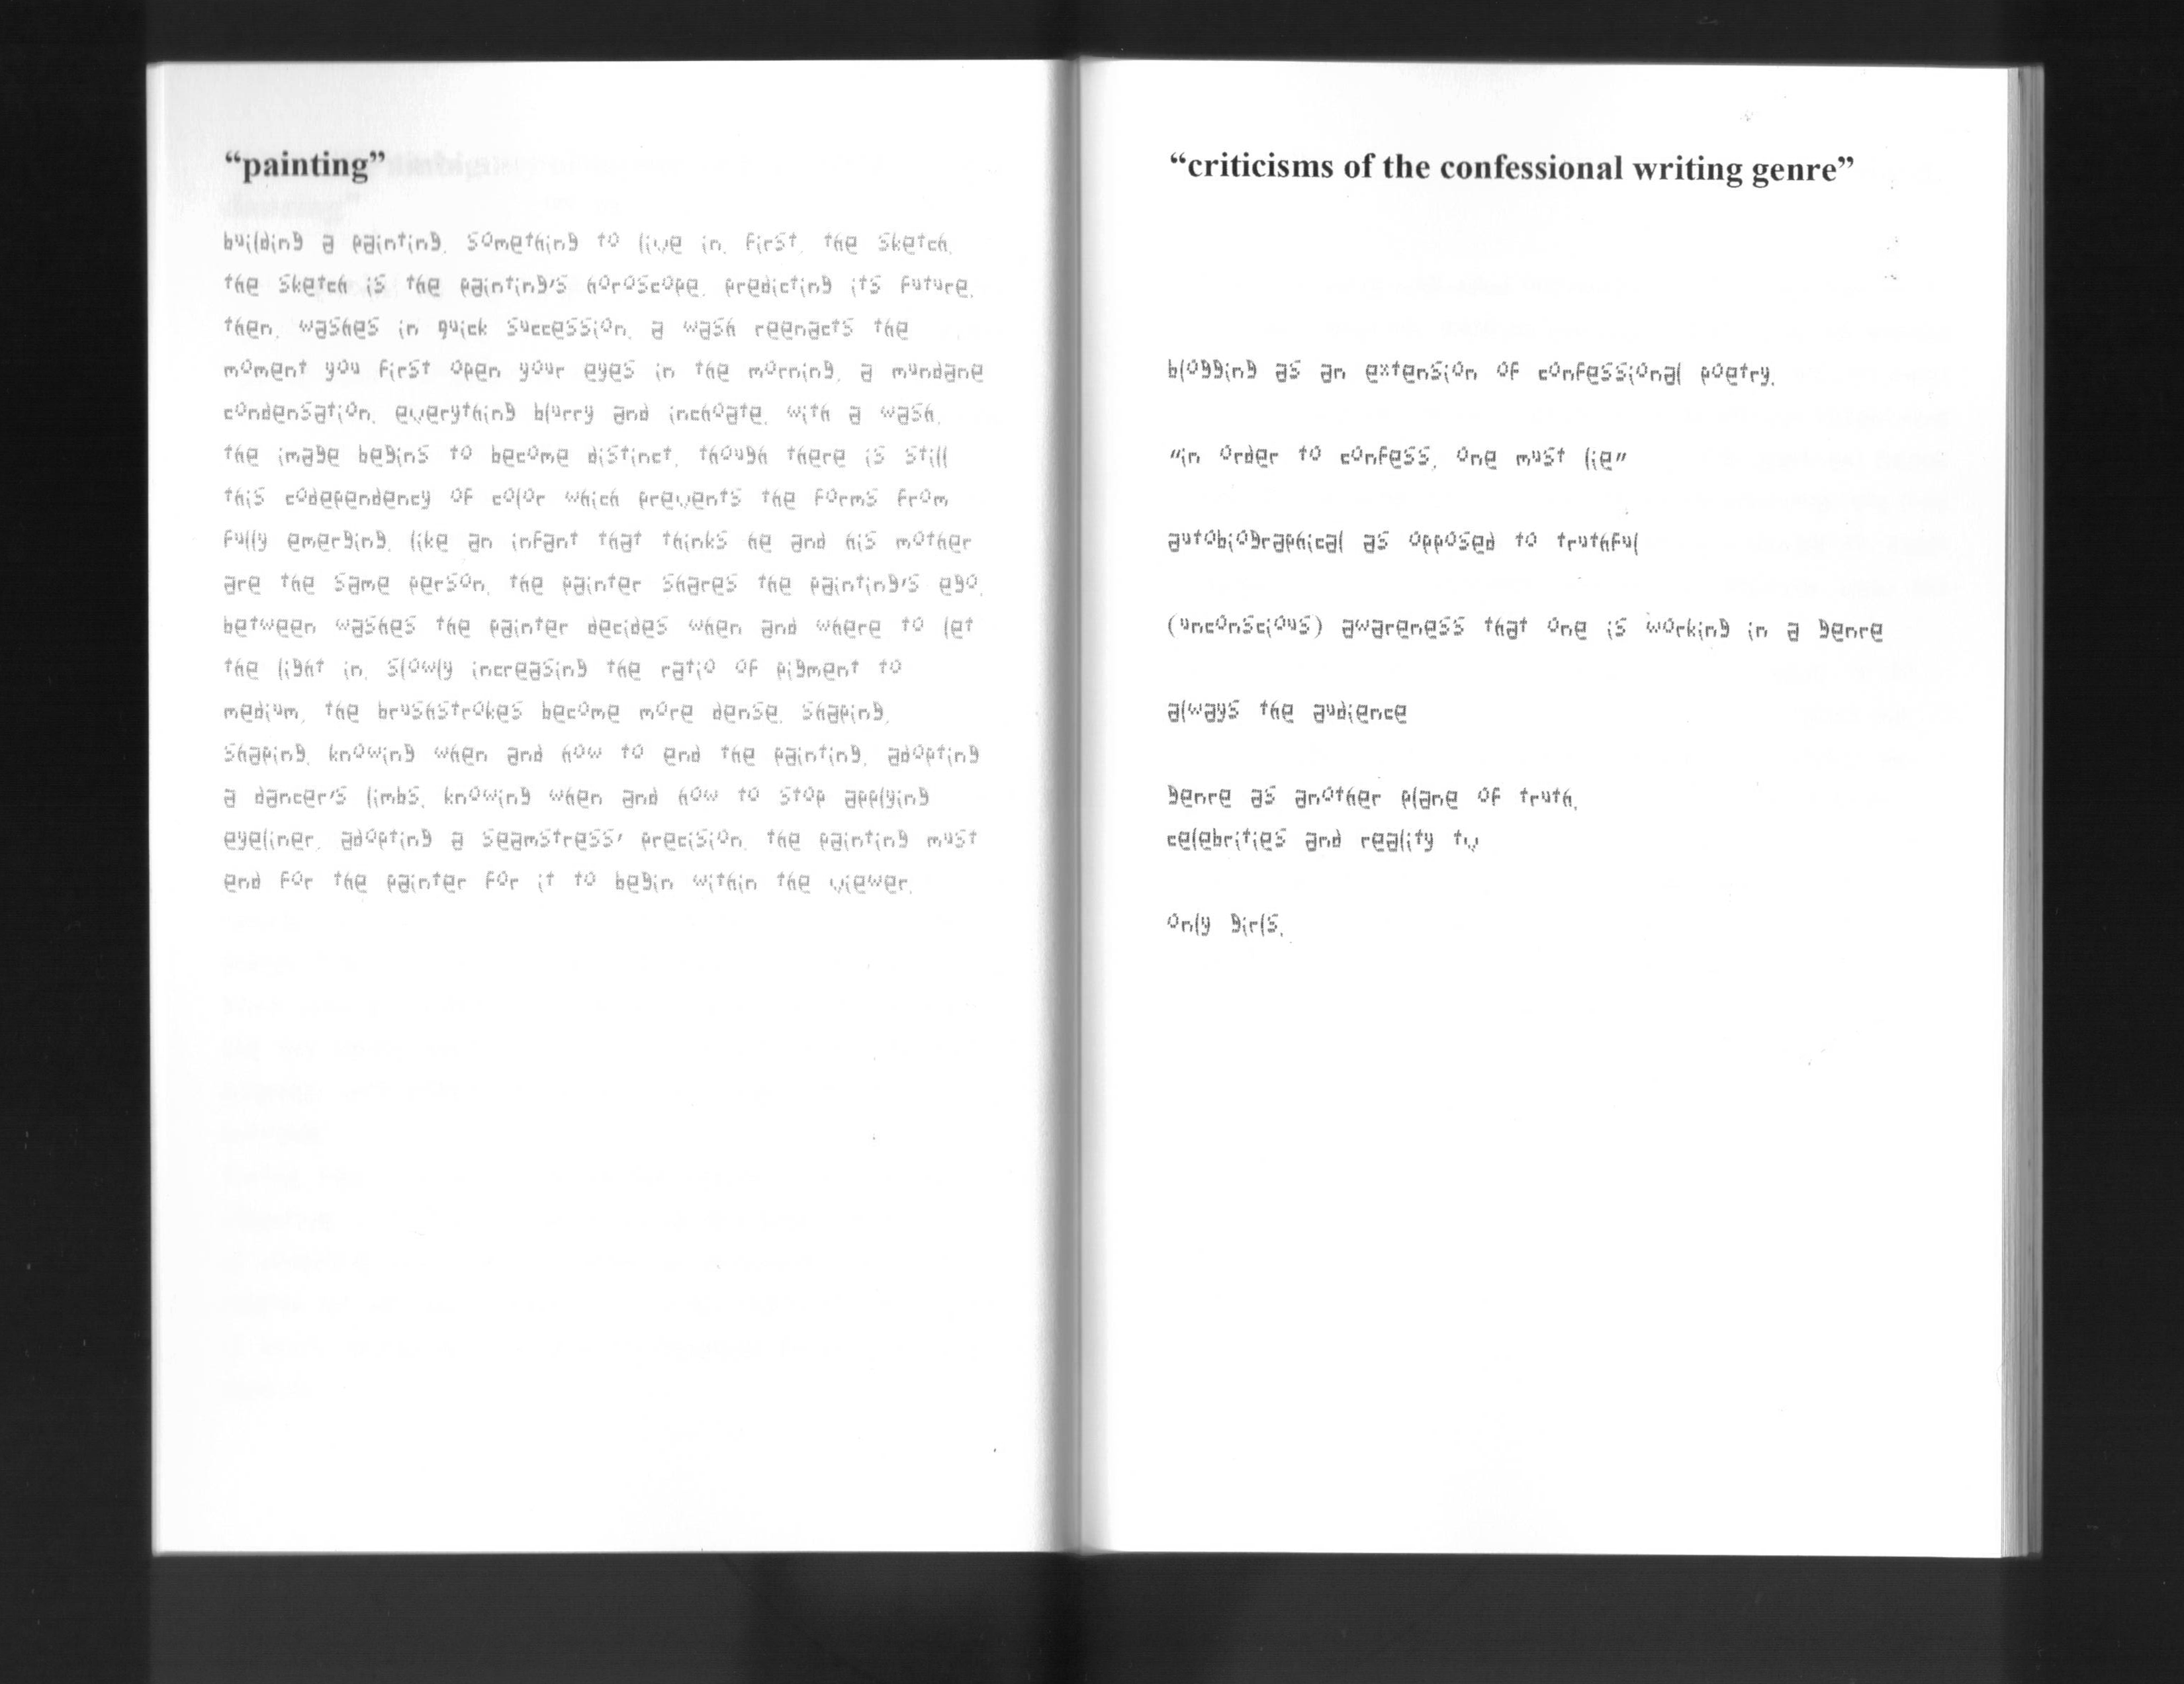 “painting”
building a painting. something to live in. first, the sketch.
the sketch is the painting's horoscope, predicting its future.
then, washes in quick succession. a wash reenacts the
moment you first open your eyes in the morning, a mundane
condensation. everything blurry and inchoate. with a wash,
the image begins to become distinct, though there is still
this codependency of color which prevents the forms from
fully emerging. like an infant that thinks he and his mother
are the same person, the painter shares the painting's ego.
between washes the painter decides when and where to let
the light in. slowly increasing the ratio of pigment to
medium, the brushstrokes become more dense. shaping,
shaping. knowing when and how to end the painting, adopting
a dancer's limbs. knowing when and how to stop applying
eyeliner. adopting a seamstress' precision. the painting must
end for the painter for it to begin within the viewer.
“criticisms of the confessional writing genre”
blogging as an extension of confessional poetry.
"in order to confess, one must lie"
autobiographical as opposed to truthful
(unconscious) awareness that one is working in a genre
always the audience
genre as another plane of truth.
celebrities and reality tv
only girls.